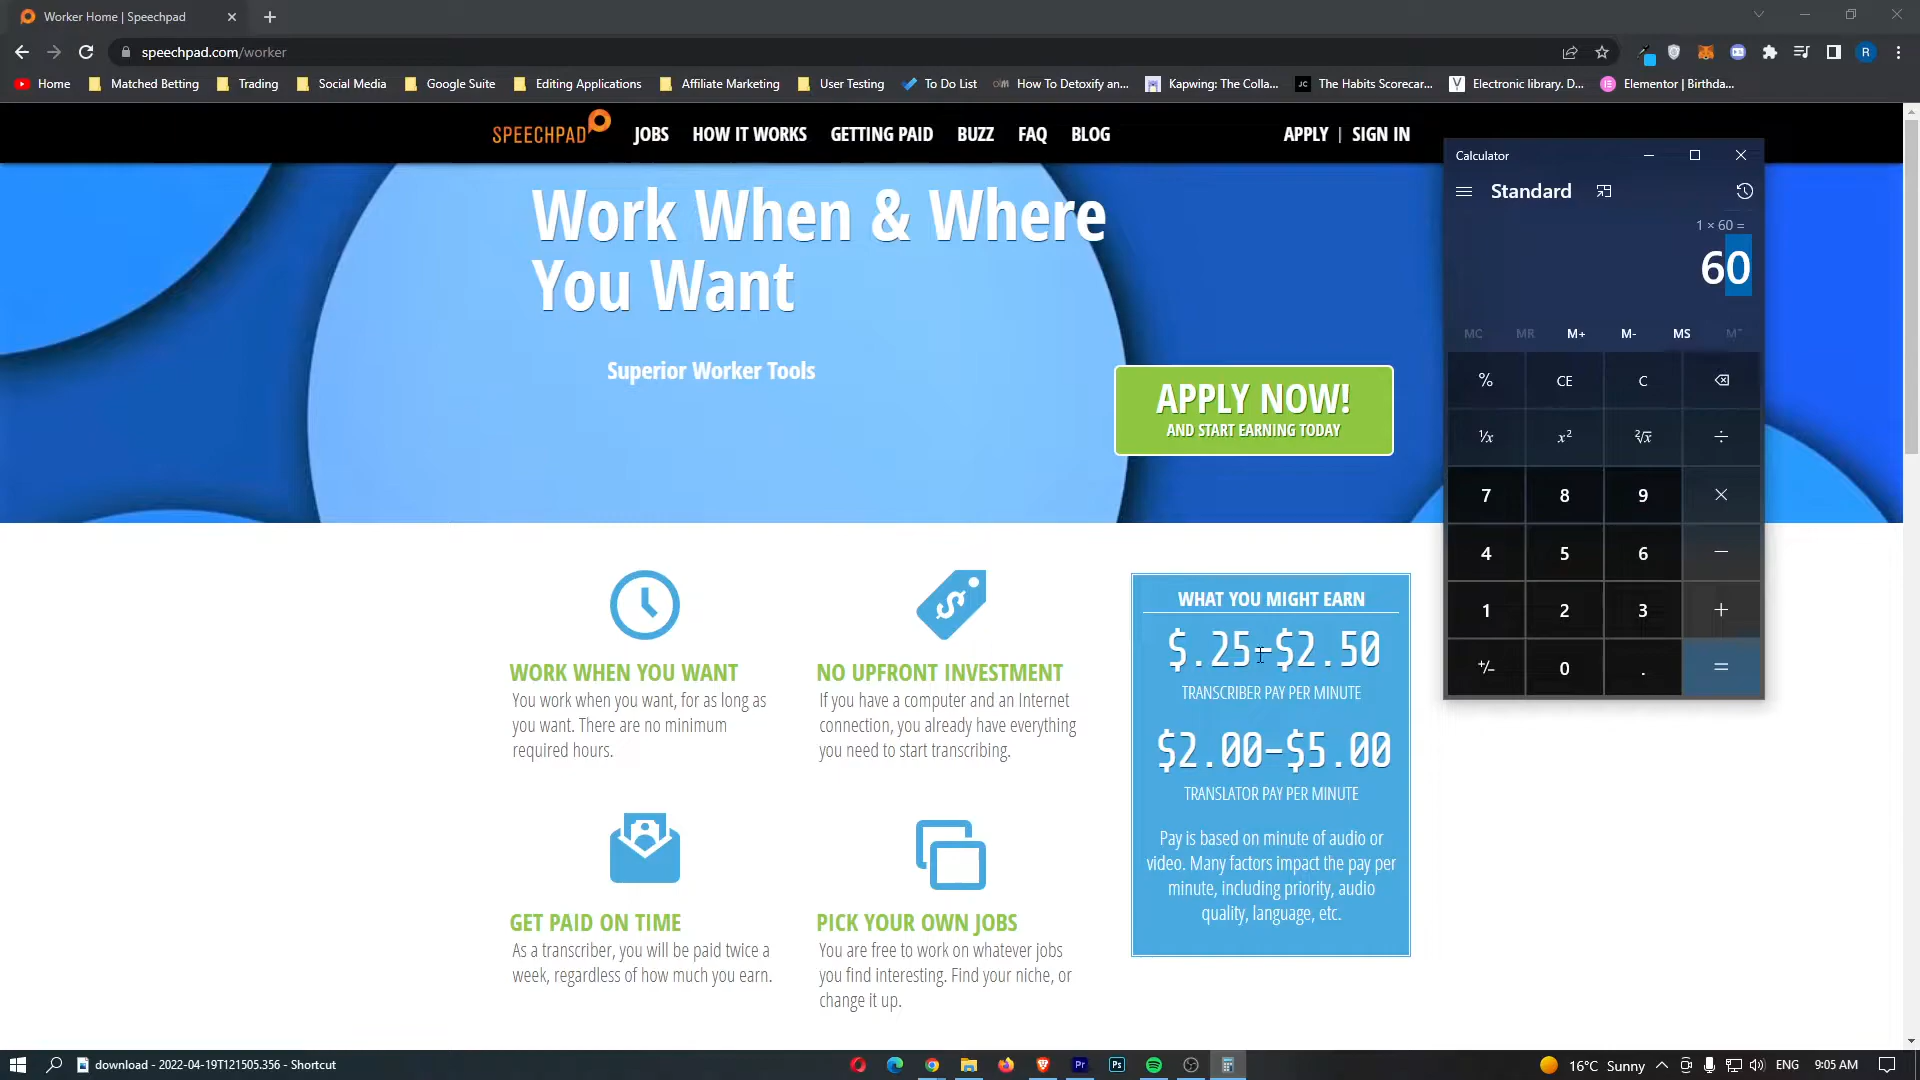 Worker Home | Speechpad
speechpad.com/worker
R
Home
Matched Betting
Trading
Social Media
Google Suite
Editing Applications
Affiliate Marketing
User Testing
To Do List
How To Detoxify an...
Kapwing: The Colla...
JC
The Habits Scorecar...
Electronic library. D...
Elementor | Birthda...
SPEECHPAD
JOBS
HOW IT WORKS
GETTING PAID
BUZZ
FAQ
BLOG
APPLY | SIGN IN
Work When & Where
You Want
Superior Worker Tools
APPLY NOW!
AND START EARNING TODAY
Calculator
Standard
1 × 60 =
60
MC MR M+ M- MS M˅
% CE C
¹/x x² ²√x ÷
7 8 9 ×
4 5 6 −
1 2 3 +
+/- 0 . =
WORK WHEN YOU WANT
You work when you want, for as long as
you want. There are no minimum
required hours.
NO UPFRONT INVESTMENT
If you have a computer and an Internet
connection, you already have everything
you need to start transcribing.
GET PAID ON TIME
As a transcriber, you will be paid twice a
week, regardless of how much you earn.
PICK YOUR OWN JOBS
You are free to work on whatever jobs
you find interesting. Find your niche, or
change it up.
WHAT YOU MIGHT EARN
$.25-$2.50
TRANSCRIBER PAY PER MINUTE
$2.00-$5.00
TRANSLATOR PAY PER MINUTE
Pay is based on minute of audio or
video. Many factors impact the pay per
minute, including priority, audio
quality, language, etc.
download - 2022-04-19T121505.356 - Shortcut
Pr
Ps
16°C Sunny
ENG
9:05 AM